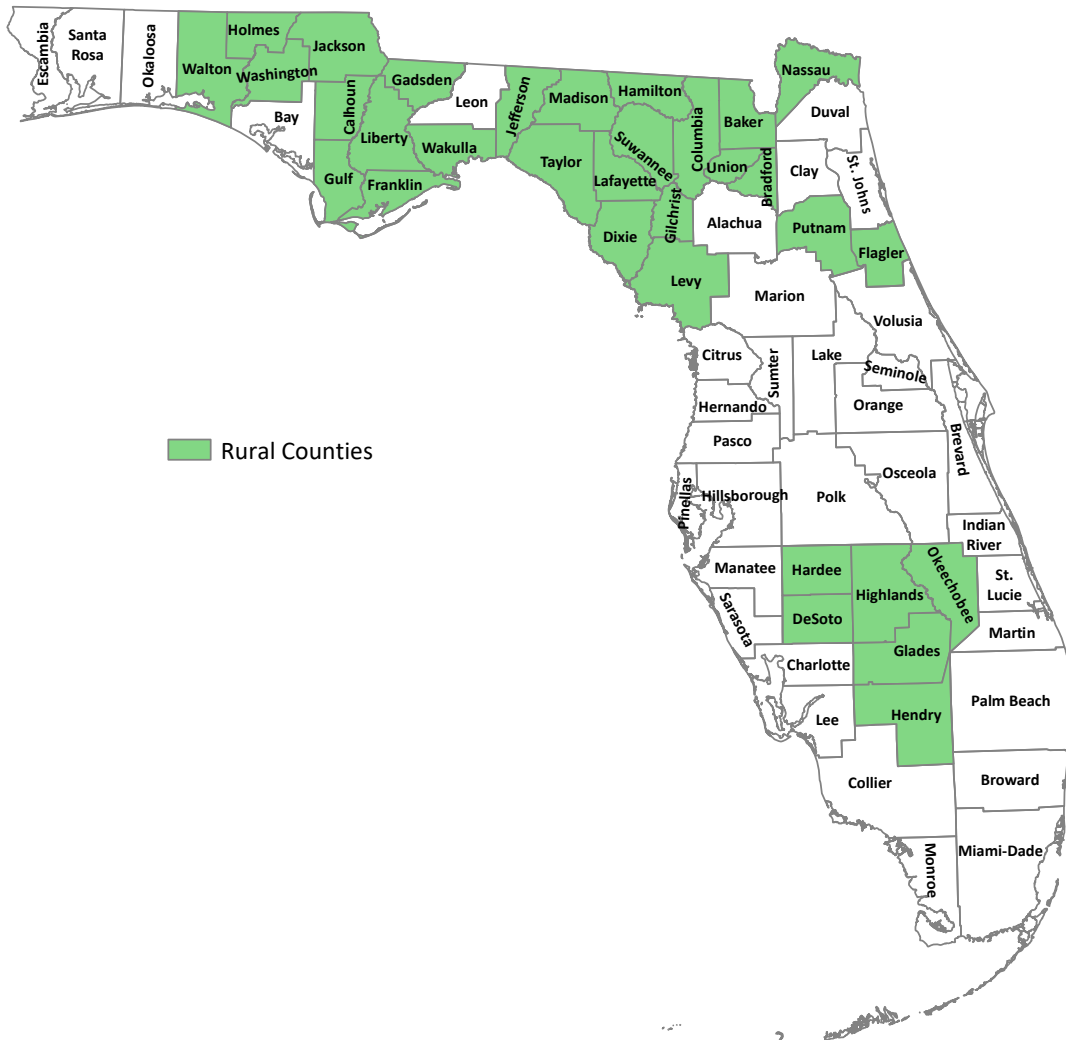 Escambia
Santa
Rosa
Okaloosa
Walton
Holmes
Washington
Jackson
Bay
Calhoun
Gulf
Liberty
Franklin
Gadsden
Leon
Wakulla
Jefferson
Madison
Taylor
Hamilton
Suwannee
Lafayette
Dixie
Columbia
Gilchrist
Levy
Baker
Union
Bradford
Alachua
Nassau
Duval
Clay
St. Johns
Putnam
Flagler
Marion
Volusia
Citrus
Sumter
Lake
Seminole
Hernando
Orange
Pasco
Brevard
Rural Counties
Osceola
Pinellas
Hillsborough
Polk
Indian
River
Manatee
Hardee
Highlands
Okeechobee
St.
Lucie
Sarasota
DeSoto
Martin
Charlotte
Glades
Lee
Hendry
Palm Beach
Collier
Broward
Monroe
Miami-Dade